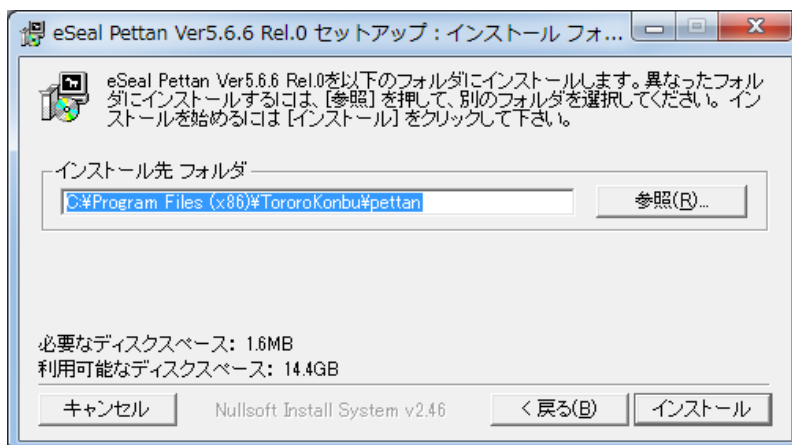 eSeal Pettan Ver5.6.6 Rel.0 セットアップ：インストール フォ...
eSeal Pettan Ver5.6.6 Rel.0を以下のフォルダにインストールします。異なったフォル
ダにインストールするには、[参照] を押して、別のフォルダを選択してください。イン
ストールを始めるには [インストール] をクリックして下さい。
インストール先 フォルダ
C:¥Program Files (x86)¥TororoKonbu¥pettan
参照(R)...
必要なディスクスペース: 1.6MB
利用可能なディスクスペース: 14.4GB
キャンセル
Nullsoft Install System v2.46
< 戻る(B)
インストール